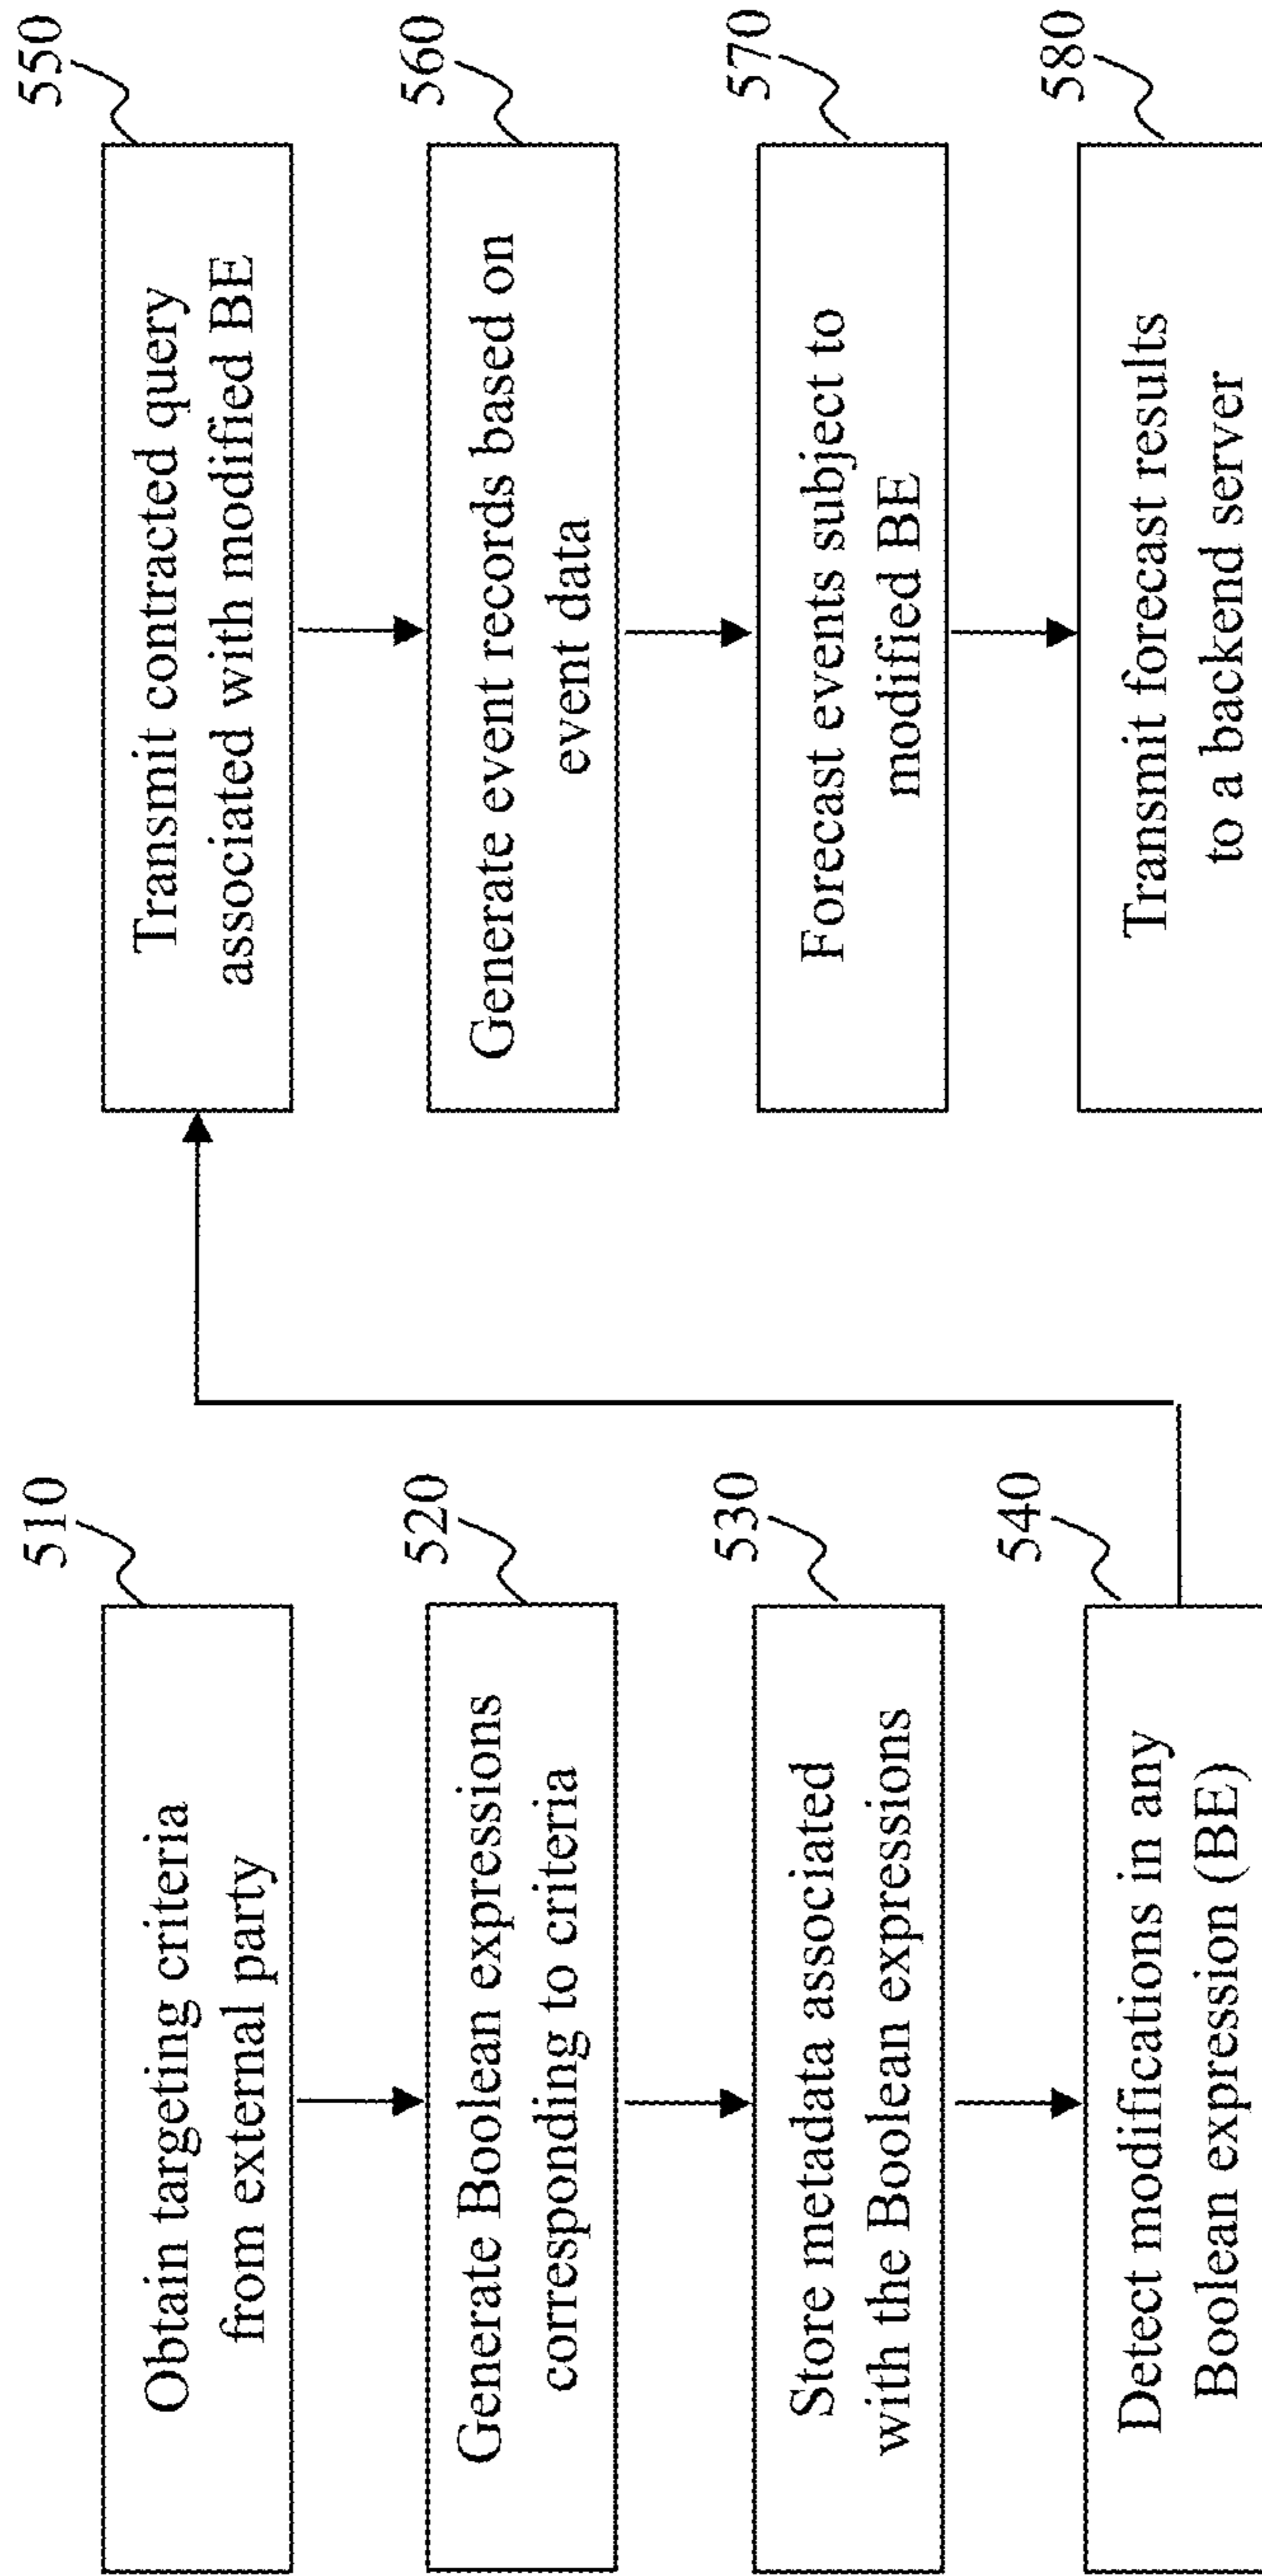 510
Obtain targeting criteria
from external party
520
Generate Boolean expressions
corresponding to criteria
530
Store metadata associated
with the Boolean expressions
540
Detect modifications in any
Boolean expression (BE)
550
Transmit contracted query
associated with modified BE
560
Generate event records based on
event data
570
Forecast events subject to
modified BE
580
Transmit forecast results
to a backend server